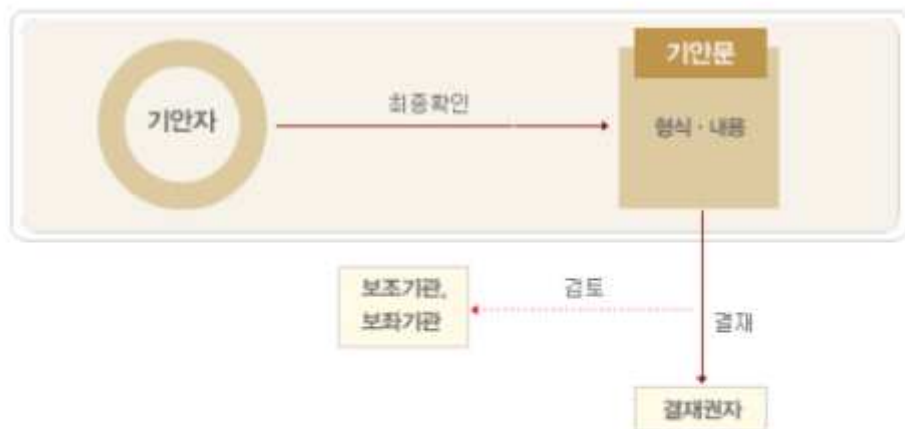 기안문
기안자
최종확인
형식 · 내용
보조기관,
보좌기관
검토
결재
결재권자